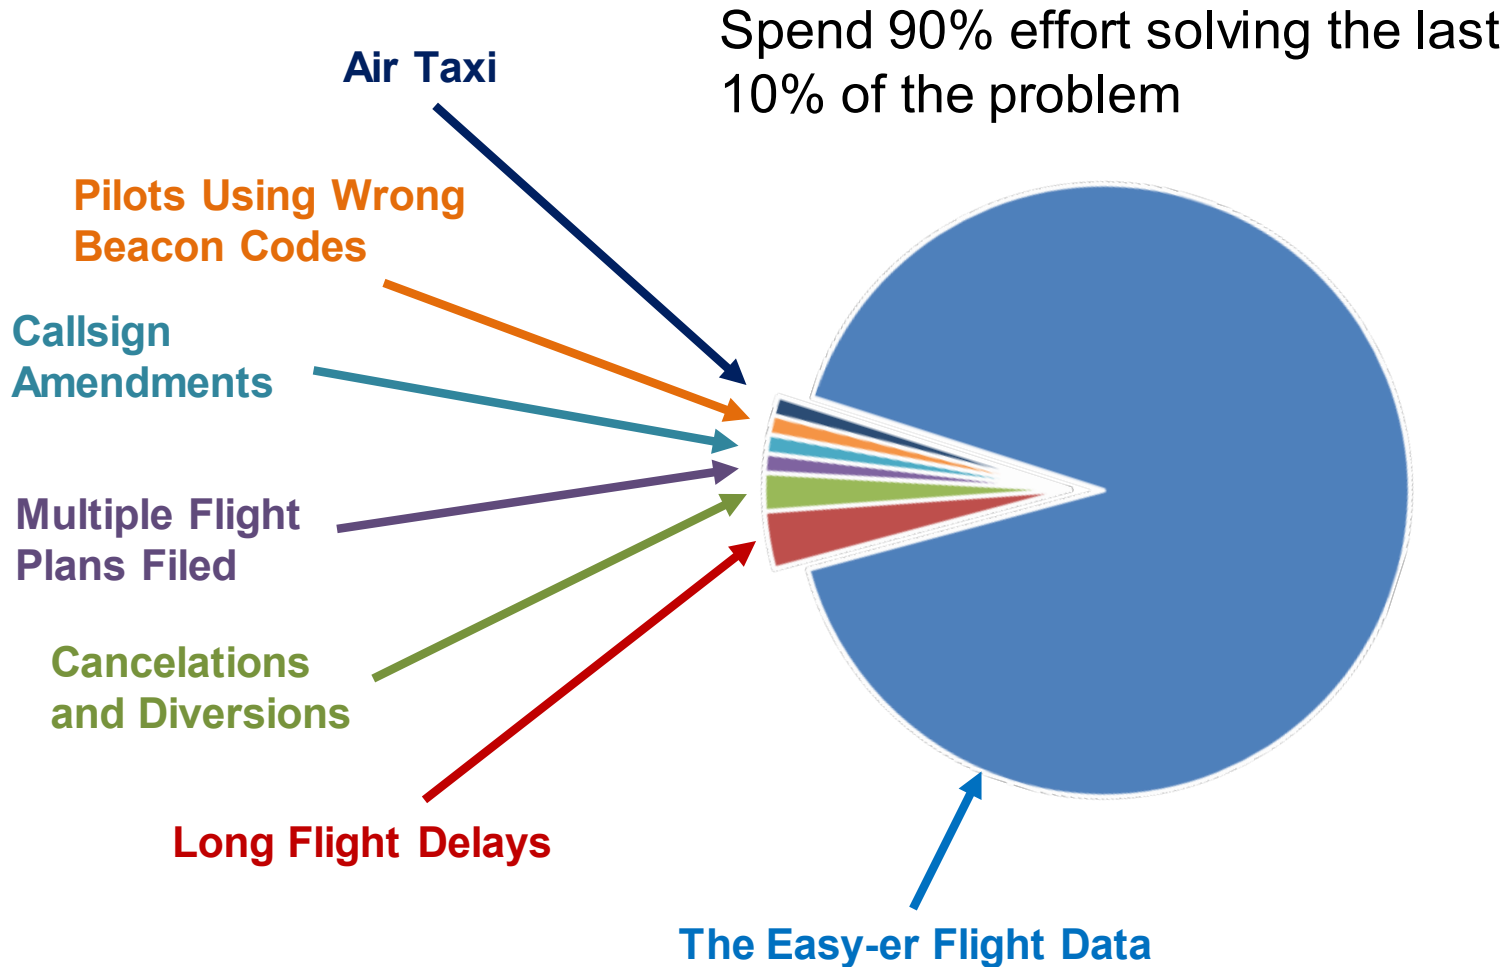 Spend 90% effort solving the last
10% of the problem
Air Taxi
Pilots Using Wrong
Beacon Codes
Callsign
Amendments
Multiple Flight
Plans Filed
Cancelations
and Diversions
Long Flight Delays
The Easy-er Flight Data